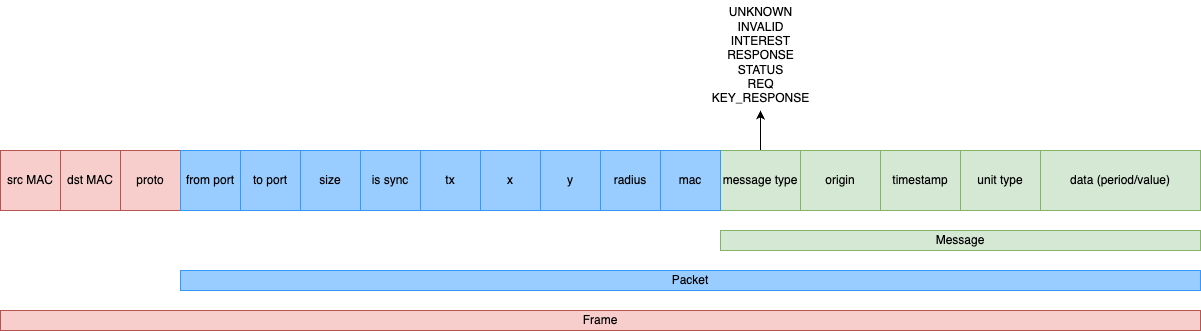 UNKNOWN
INVALID
INTEREST
RESPONSE
STATUS
REQ
KEY_RESPONSE
src MAC
dst MAC
proto
from port
to port
size
is sync
tx
x
y
radius
mac
message type
origin
timestamp
unit type
data (period/value)
Message
Packet
Frame